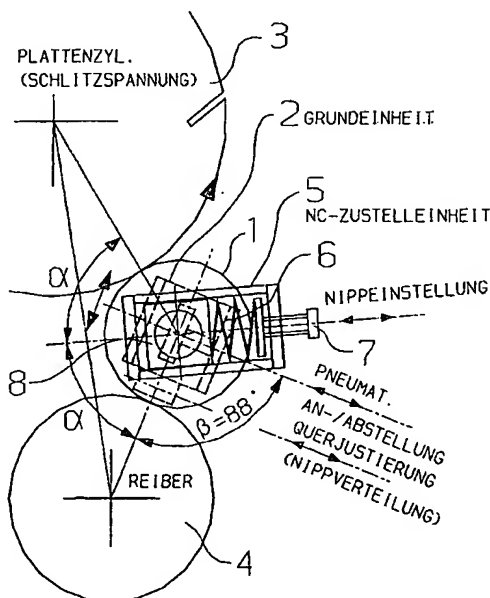 3
PLATTENZYL.
(SCHLITZSPANNUNG)
2 GRUNDEINHEIT
5
NC-ZUSTELLEINHEIT
1
6
α
NIPPEINSTELLUNG
8
7
PNEUMAT.
AN-/ABSTELLUNG
QUERJUSTIERUNG
(NIPPVERTEILUNG)
α
β=88°
REIBER
4